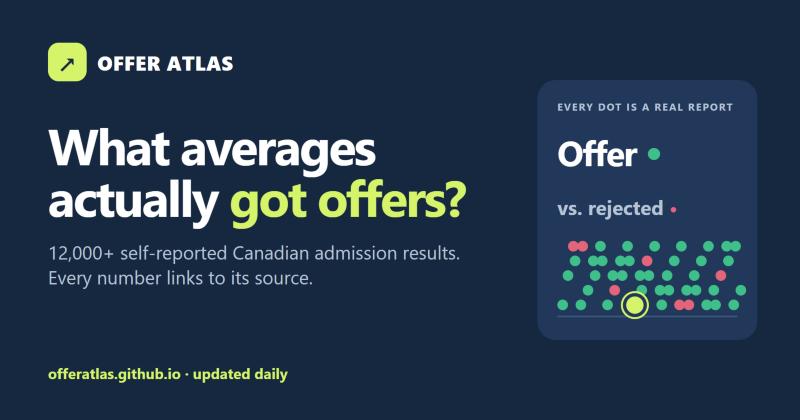 OFFER ATLAS
What averages
actually got offers?
12,000+ self-reported Canadian admission results.
Every number links to its source.
offeratlas.github.io · updated daily
EVERY DOT IS A REAL REPORT
Offer
vs. rejected